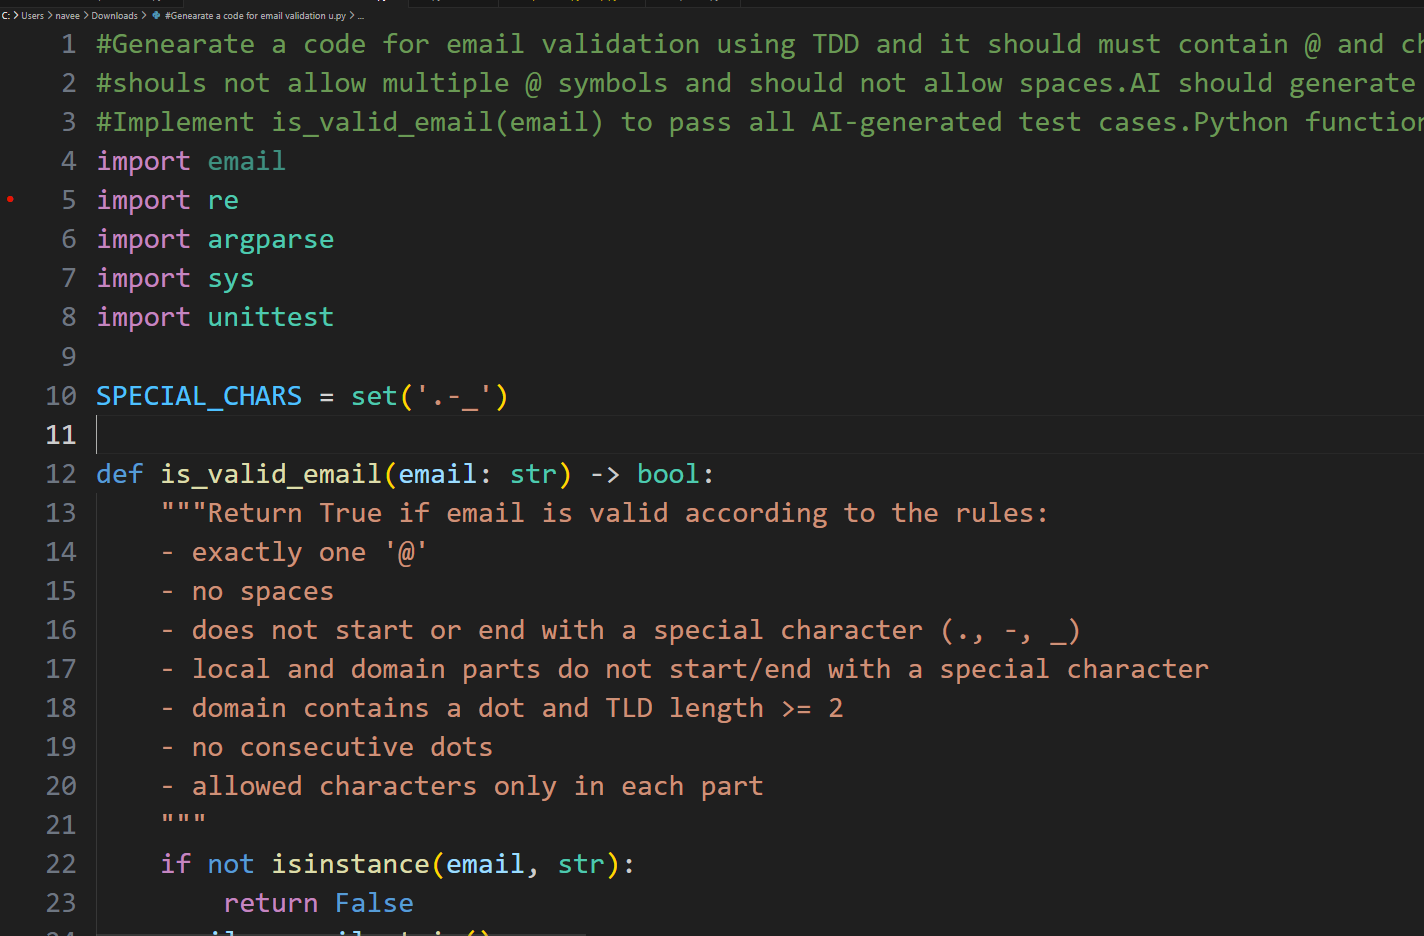 C: > Users > navee > Downloads > #Genearate a code for email validation u.py > ...
1 #Genearate a code for email validation using TDD and it should must contain @ and
2 #shouls not allow multiple @ symbols and should not allow spaces.AI should generate
3 #Implement is_valid_email(email) to pass all AI-generated test cases.Python function
4 import email
5 import re
6 import argparse
7 import sys
8 import unittest
9
10 SPECIAL_CHARS = set('.-_')
11
12 def is_valid_email(email: str) -> bool:
13     """Return True if email is valid according to the rules:
14     - exactly one '@'
15     - no spaces
16     - does not start or end with a special character (., -, _)
17     - local and domain parts do not start/end with a special character
18     - domain contains a dot and TLD length >= 2
19     - no consecutive dots
20     - allowed characters only in each part
21     """
22     if not isinstance(email, str):
23         return False